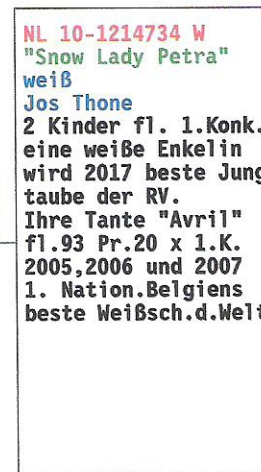 NL 10-1214734 W
"Snow Lady Petra"
weiß
Jos Thone
2 Kinder fl. 1.Konk.
eine weiße Enkelin
wird 2017 beste Jung
taube der RV.
Ihre Tante "Avril"
fl.93 Pr.20 x 1.K.
2005,2006 und 2007
1. Nation.Belgiens
beste Weißsch.d.Welt